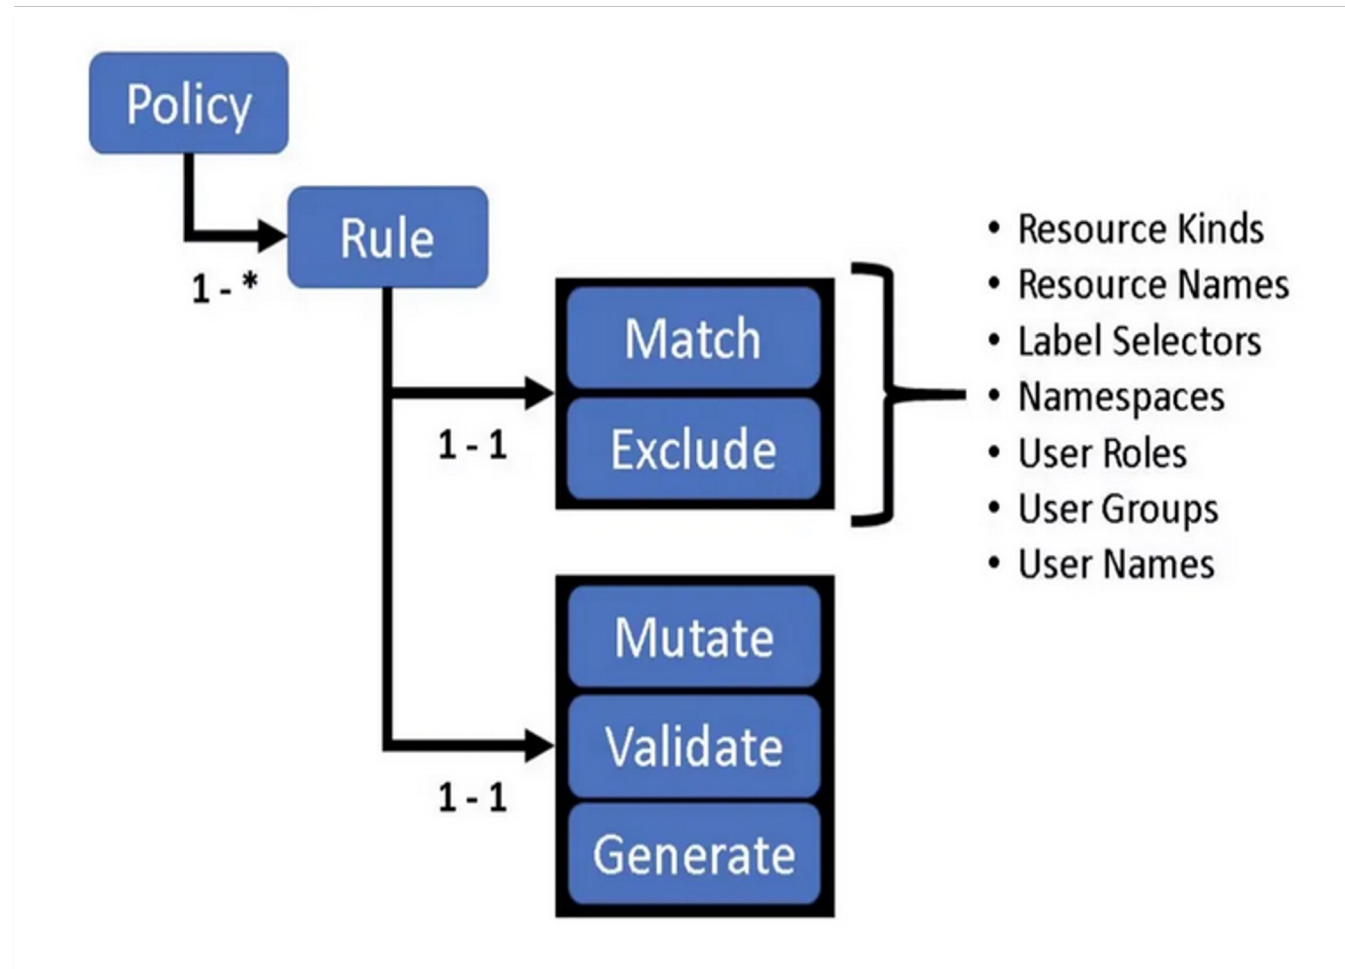 Policy
1 - *
Rule
Match
Exclude
1 - 1
• Resource Kinds
• Resource Names
• Label Selectors
• Namespaces
• User Roles
• User Groups
• User Names
Mutate
Validate
Generate
1 - 1